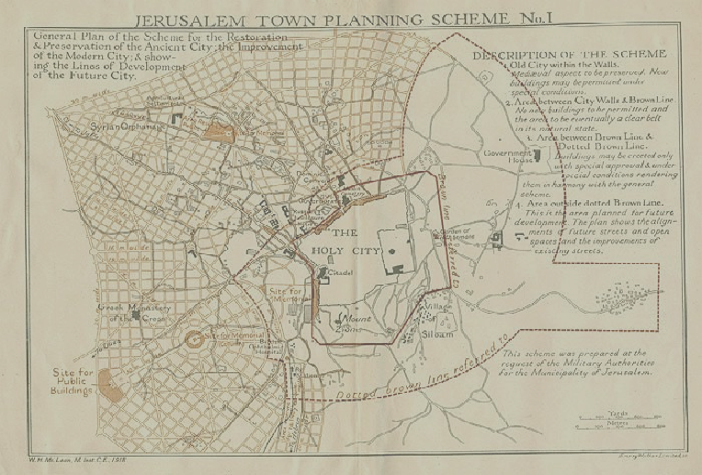 JERUSALEM TOWN PLANNING SCHEME No.1
General Plan of the Scheme for the Restoration
& Preservation of the Ancient City; the Improvement
of the Modern City; & show-
ing the Lines of Development
of the Future City.
DESCRIPTION OF THE SCHEME
1. Old City within the Walls.
Mediæval aspect to be preserved. New
buildings may be permitted under
special conditions.
2. Area between City Walls & Brown Line.
No new buildings to be permitted and
the area to be eventually a clear belt
in its natural state.
3. Area between Brown Line &
Dotted Brown Line.
Buildings may be erected only
with special approval & under
special conditions rendering
them in harmony with the general
scheme.
4. Area outside dotted Brown Line.
This is the area planned for future
development. The plan shows the align-
ments of future streets and open
spaces and the improvements of
existing streets.
Syrian Orphanage
Government
House
Brown line
referred to
THE
HOLY CITY
Citadel
Site for
Memorial
Greek Monastery
of the Cross
Mount
Zion
Village
of
Siloam
Site for Memorial
Site for
Public
Buildings
Dotted brown line referred to
This scheme was prepared at the
request of the Military Authorities
for the Municipality of Jerusalem.
Yards
Metres
W. H. Mc Lean, M. Inst C. E., 1918